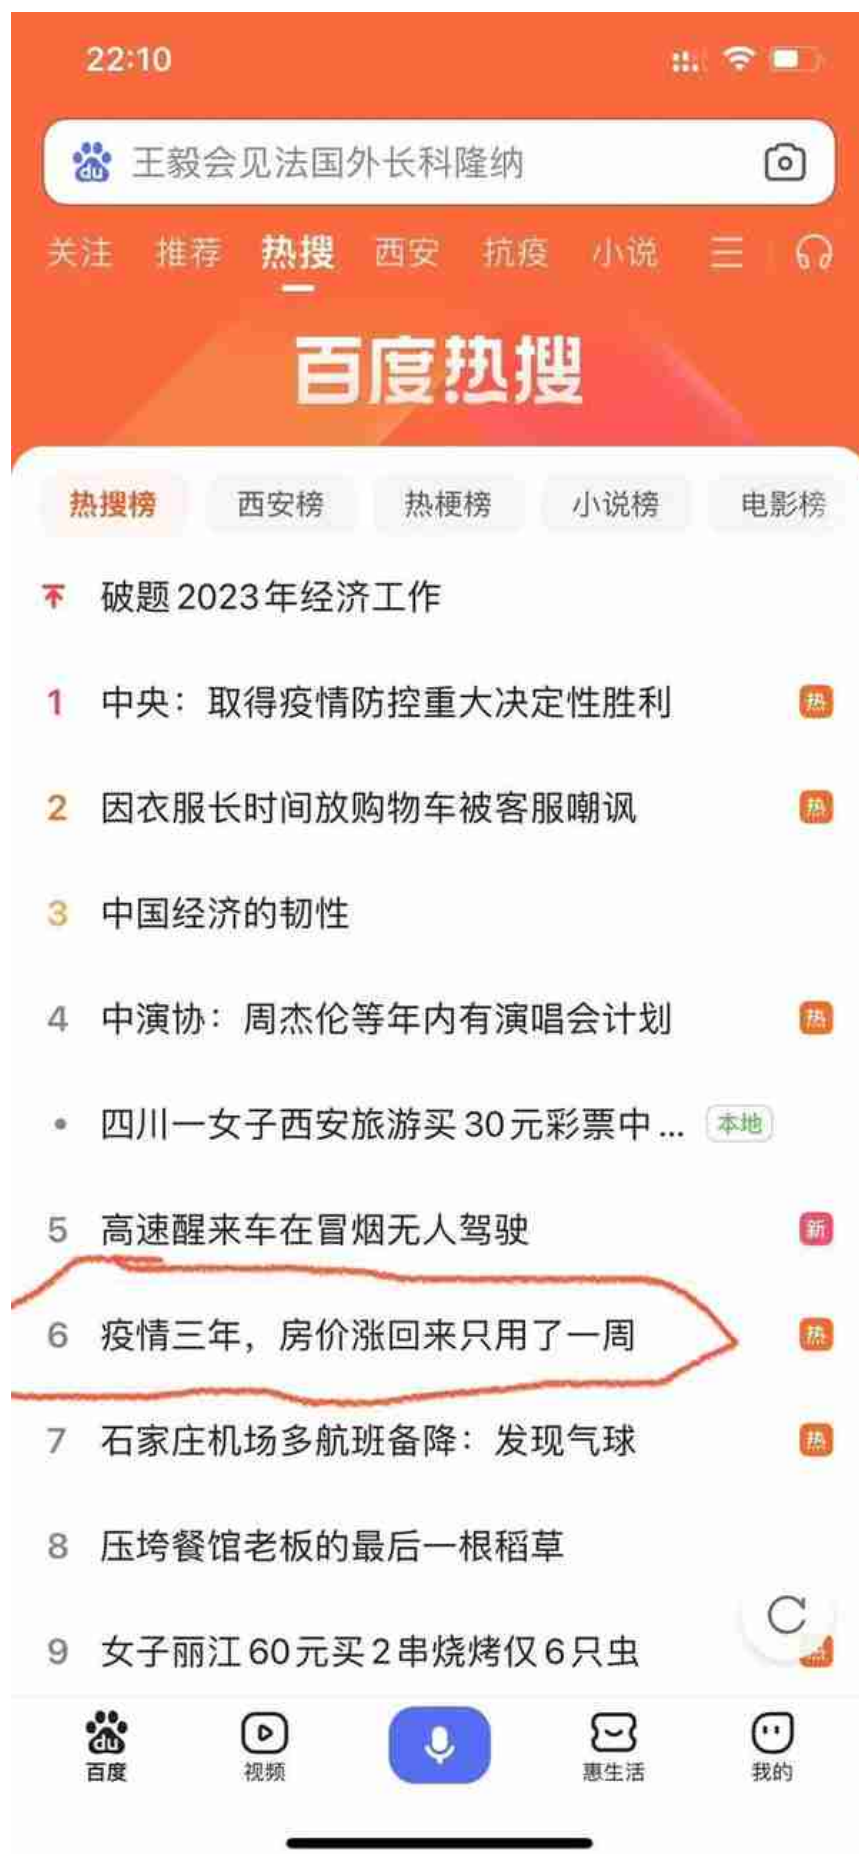 22:10
du 王毅会见法国外长科隆纳
关注 推荐 热搜 西安 抗疫 小说
百度热搜
热搜榜 西安榜 热梗榜 小说榜 电影榜
破题2023年经济工作
1 中央：取得疫情防控重大决定性胜利 热
2 因衣服长时间放购物车被客服嘲讽 热
3 中国经济的韧性
4 中演协：周杰伦等年内有演唱会计划 热
• 四川一女子西安旅游买30元彩票中... 本地
5 高速醒来车在冒烟无人驾驶 新
6 疫情三年，房价涨回来只用了一周 热
7 石家庄机场多航班备降：发现气球 热
8 压垮餐馆老板的最后一根稻草
9 女子丽江60元买2串烧烤仅6只虫
du
百度 视频 惠生活 我的